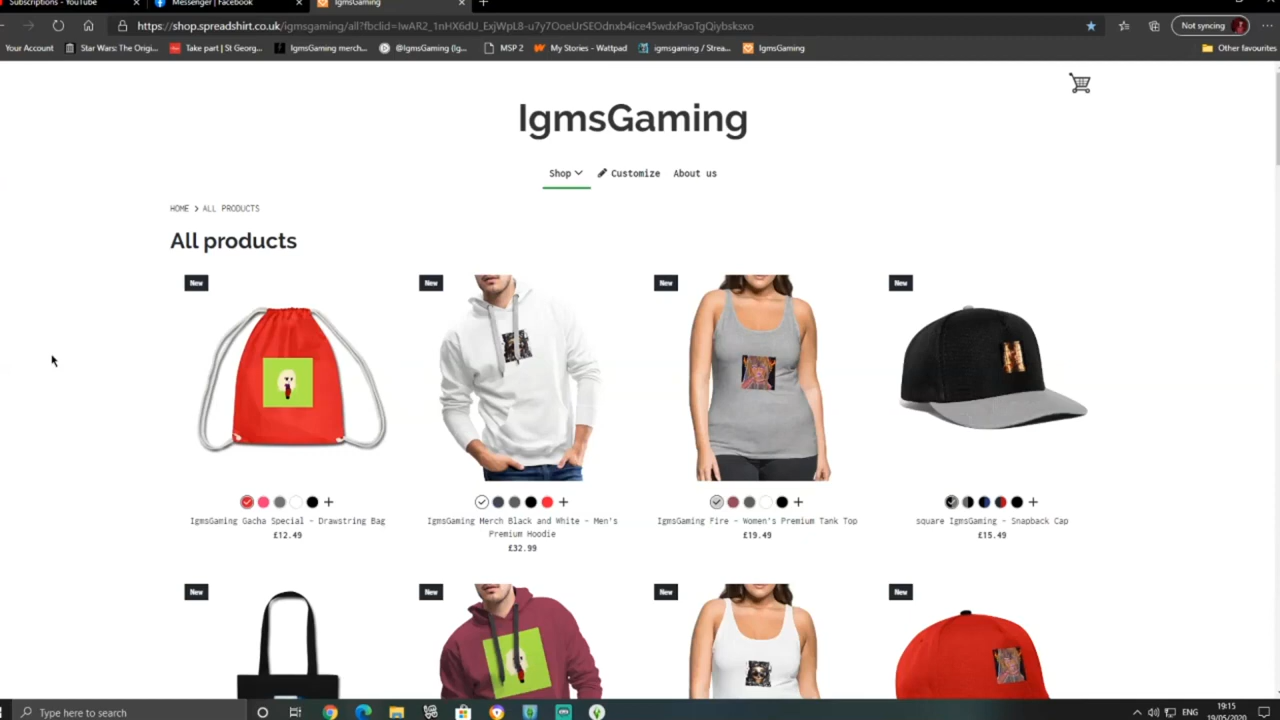 Subscriptions - YouTube
Messenger | Facebook
IgmsGaming
https://shop.spreadshirt.co.uk/igmsgaming/all?fbclid=
Not syncing
Your Account
Star Wars: The Origi...
Take part | St Georg...
IgmsGaming merch...
@IgmsGaming (Ig...
MSP 2
My Stories - Wattpad
igmsgaming / Strea...
IgmsGaming
Other favourites
IgmsGaming
Shop
Customize
About us
HOME > ALL PRODUCTS
All products
New
New
New
New
IgmsGaming Gacha Special - Drawstring Bag
£12.49
IgmsGaming Merch Black and White - Men's
Premium Hoodie
£32.99
IgmsGaming Fire - Women's Premium Tank Top
£19.49
square IgmsGaming - Snapback Cap
£15.49
New
New
New
New
Type here to search
ENG
19:15
19/05/2020